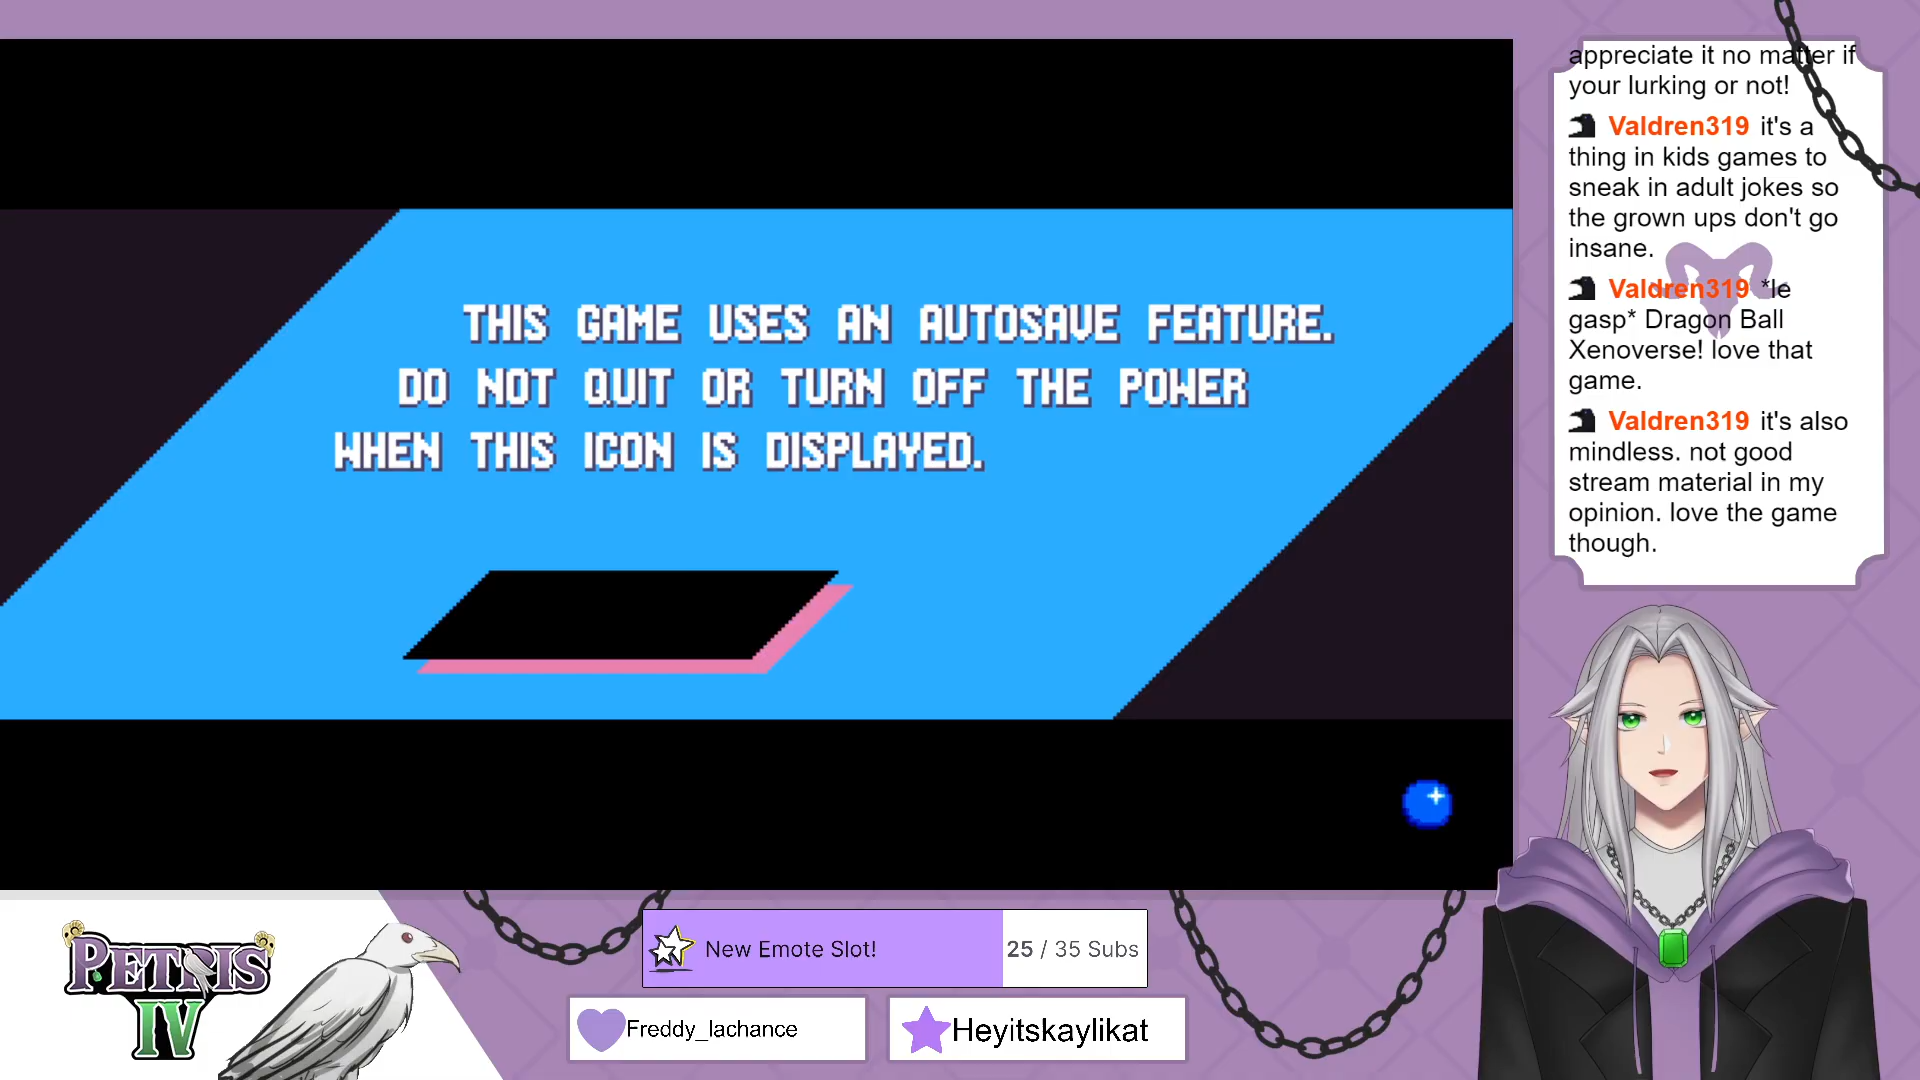 THIS GAME USES AN AUTOSAVE FEATURE.
DO NOT QUIT OR TURN OFF THE POWER
WHEN THIS ICON IS DISPLAYED.
appreciate it no matter if
your lurking or not!
Valdren319 it's a
thing in kids games to
sneak in adult jokes so
the grown ups don't go
insane.
Valdren319 *le
gasp* Dragon Ball
Xenoverse! love that
game.
Valdren319 it's also
mindless. not good
stream material in my
opinion. love the game
though.
PETRIS
IV
New Emote Slot!
25 / 35 Subs
Freddy_lachance
Heyitskaylikat